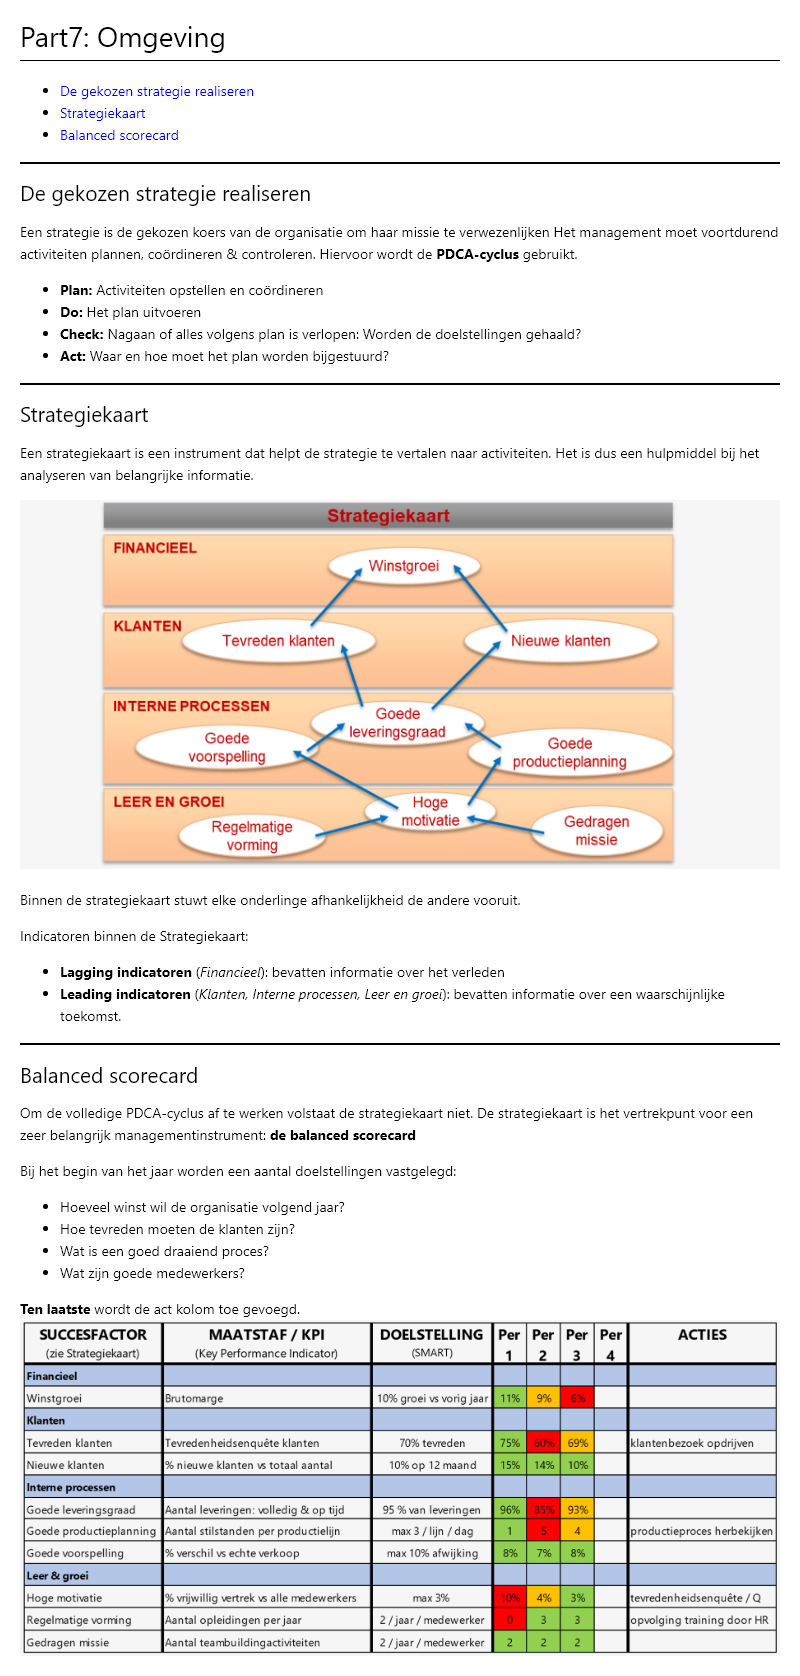 Part7: Omgeving
De gekozen strategie realiseren
Strategiekaart
Balanced scorecard
De gekozen strategie realiseren
Een strategie is de gekozen koers van de organisatie om haar missie te verwezenlijken Het management moet voortdurend
activiteiten plannen, coördineren & controleren. Hiervoor wordt de PDCA-cyclus gebruikt.
Plan: Activiteiten opstellen en coördineren
Do: Het plan uitvoeren
Check: Nagaan of alles volgens plan is verlopen: Worden de doelstellingen gehaald?
Act: Waar en hoe moet het plan worden bijgestuurd?
Strategiekaart
Een strategiekaart is een instrument dat helpt de strategie te vertalen naar activiteiten. Het is dus een hulpmiddel bij het
analyseren van belangrijke informatie.
Strategiekaart
FINANCIEEL
Winstgroei
KLANTEN
Tevreden klanten
Nieuwe klanten
INTERNE PROCESSEN
Goede
leveringsgraad
Goede
voorspelling
Goede
productieplanning
LEER EN GROEI
Hoge
motivatie
Regelmatige
vorming
Gedragen
missie
Binnen de strategiekaart stuwt elke onderlinge afhankelijkheid de andere vooruit.
Indicatoren binnen de Strategiekaart:
Lagging indicatoren (Financieel): bevatten informatie over het verleden
Leading indicatoren (Klanten, Interne processen, Leer en groei): bevatten informatie over een waarschijnlijke
toekomst.
Balanced scorecard
Om de volledige PDCA-cyclus af te werken volstaat de strategiekaart niet. De strategiekaart is het vertrekpunt voor een
zeer belangrijk managementinstrument: de balanced scorecard
Bij het begin van het jaar worden een aantal doelstellingen vastgelegd:
Hoeveel winst wil de organisatie volgend jaar?
Hoe tevreden moeten de klanten zijn?
Wat is een goed draaiend proces?
Wat zijn goede medewerkers?
Ten laatste wordt de act kolom toe gevoegd.
SUCCESFACTOR MAATSTAF / KPI DOELSTELLING Per Per Per Per ACTIES
(zie Strategiekaart) (Key Performance Indicator) (SMART) 1 2 3 4
Financieel
Winstgroei Brutomarge 10% groei vs vorig jaar 11% 9% 6%
Klanten
Tevreden klanten Tevredenheidsenquête klanten 70% tevreden 75% 60% 69% klantenbezoek opdrijven
Nieuwe klanten % nieuwe klanten vs totaal aantal 10% op 12 maand 15% 14% 10%
Interne processen
Goede leveringsgraad Aantal leveringen: volledig & op tijd 95 % van leveringen 96% 85% 93%
Goede productieplanning Aantal stilstanden per productielijn max 3 / lijn / dag 1 5 4 productieproces herbekijken
Goede voorspelling % verschil vs echte verkoop max 10% afwijking 8% 7% 8%
Leer & groei
Hoge motivatie % vrijwillig vertrek vs alle medewerkers max 3% 10% 4% 3% tevredenheidsenquête / Q
Regelmatige vorming Aantal opleidingen per jaar 2 / jaar / medewerker 0 3 3 opvolging training door HR
Gedragen missie Aantal teambuildingactiviteiten 2 / jaar / medewerker 2 2 2